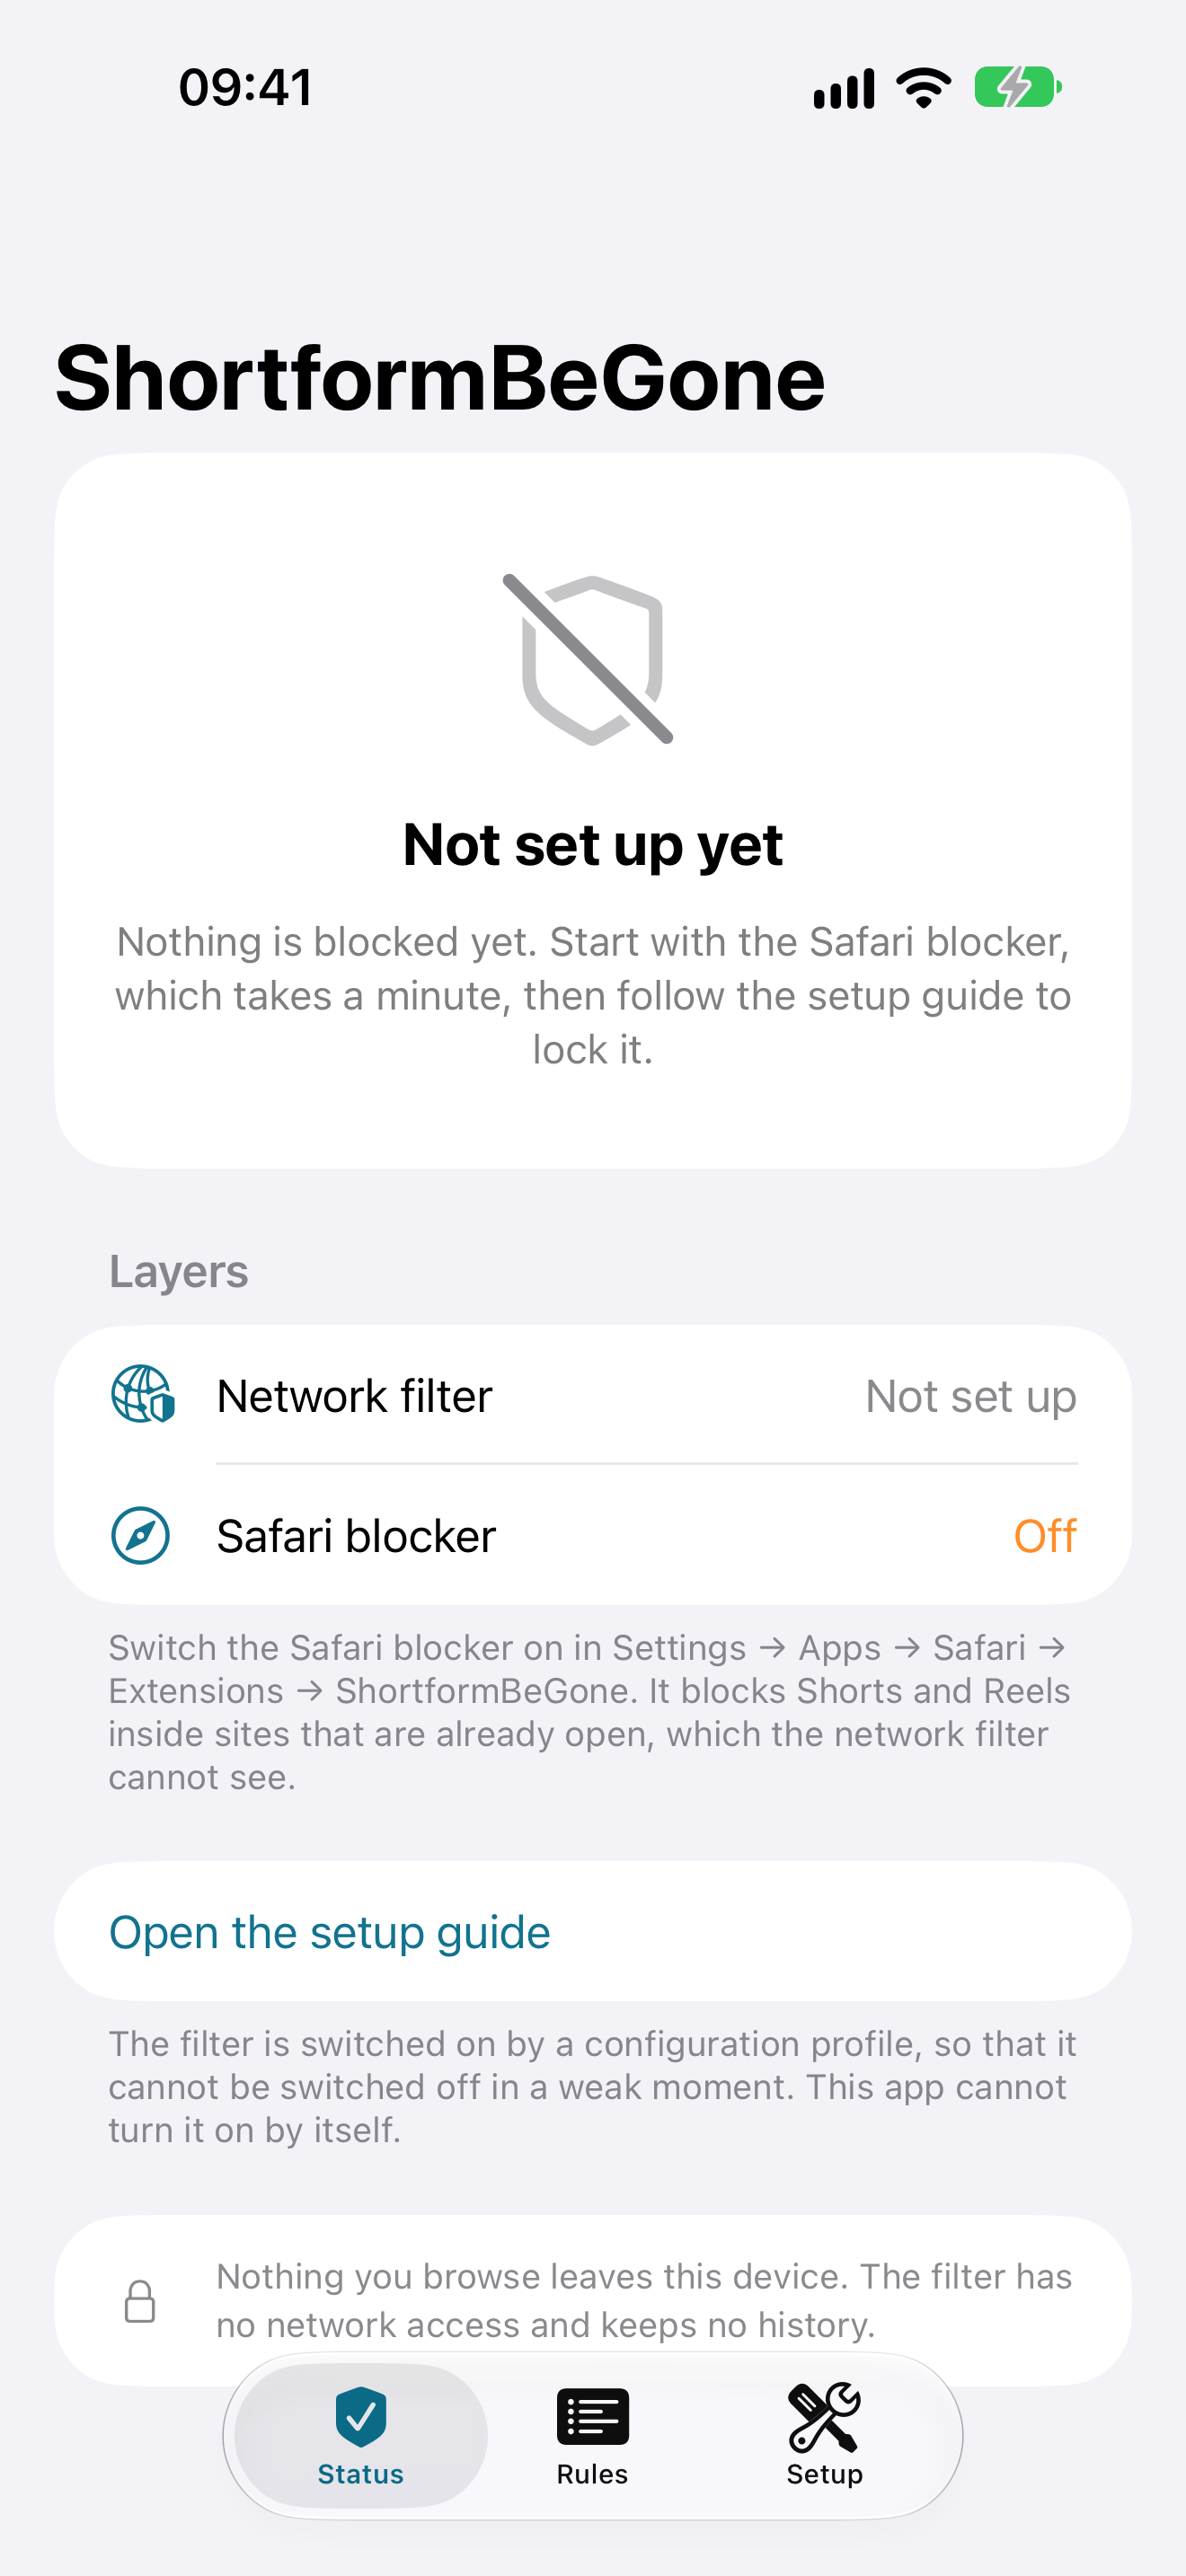 09:41
ShortformBeGone
Not set up yet
Nothing is blocked yet. Start with the Safari blocker,
which takes a minute, then follow the setup guide to
lock it.
Layers
Network filter Not set up
Safari blocker Off
Switch the Safari blocker on in Settings → Apps → Safari →
Extensions → ShortformBeGone. It blocks Shorts and Reels
inside sites that are already open, which the network filter
cannot see.
Open the setup guide
The filter is switched on by a configuration profile, so that it
cannot be switched off in a weak moment. This app cannot
turn it on by itself.
Nothing you browse leaves this device. The filter has
no network access and keeps no history.
Status Rules Setup